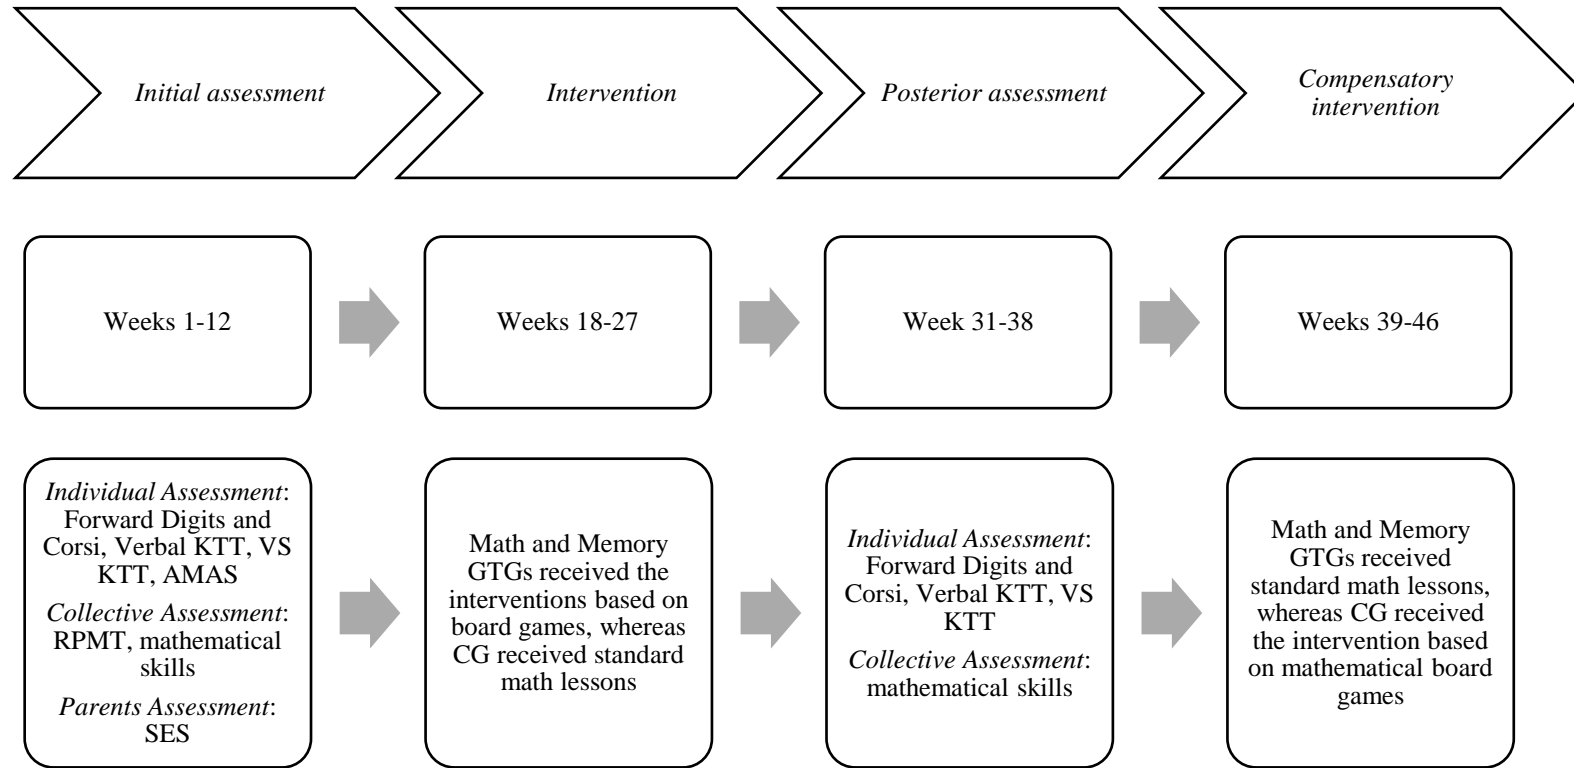 Initial assessment
Intervention
Posterior assessment
Compensatory
intervention
Weeks 1-12
Weeks 18-27
Week 31-38
Weeks 39-46
Individual Assessment:
Forward Digits and
Corsi, Verbal KTT, VS
KTT, AMAS
Collective Assessment:
RPMT, mathematical
skills
Parents Assessment:
SES
Math and Memory
GTGs received the
interventions based on
board games, whereas
CG received standard
math lessons
Individual Assessment:
Forward Digits and
Corsi, Verbal KTT, VS
KTT
Collective Assessment:
mathematical skills
Math and Memory
GTGs received
standard math lessons,
whereas CG received
the intervention based
on mathematical board
games